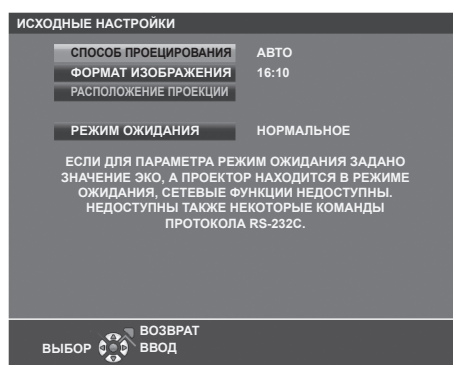 ИСХОДНЫЕ НАСТРОЙКИ
СПОСОБ ПРОЕЦИРОВАНИЯ АВТО
ФОРМАТ ИЗОБРАЖЕНИЯ 16:10
РАСПОЛОЖЕНИЕ ПРОЕКЦИИ
РЕЖИМ ОЖИДАНИЯ НОРМАЛЬНОЕ
ЕСЛИ ДЛЯ ПАРАМЕТРА РЕЖИМ ОЖИДАНИЯ ЗАДАНО
ЗНАЧЕНИЕ ЭКО, А ПРОЕКТОР НАХОДИТСЯ В РЕЖИМЕ
ОЖИДАНИЯ, СЕТЕВЫЕ ФУНКЦИИ НЕДОСТУПНЫ.
НЕДОСТУПНЫ ТАКЖЕ НЕКОТОРЫЕ КОМАНДЫ
ПРОТОКОЛА RS-232C.
ВОЗВРАТ
ВЫБОР ВВОД